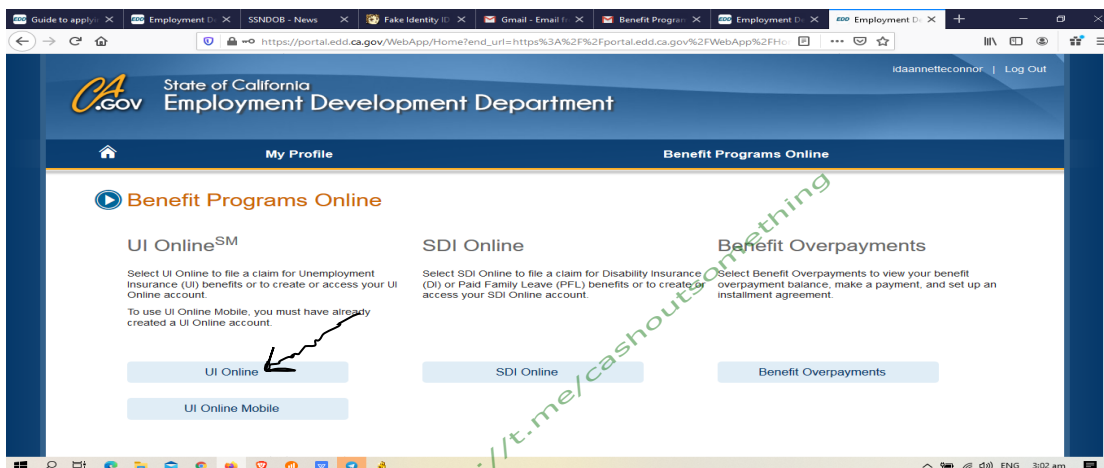 Guide to applyi
Employment D
SSNDOB - News
Fake Identity ID
Gmail - Email f
Benefit Program
Employment D
Employment D
https://portal.edd.ca.gov/WebApp/Home?end_url=https%3A%2F%2Fportal.edd.ca.gov%2FWebApp%2FHo
idaannetteconnor | Log Out
CA.GOV
State of California
Employment Development Department
My Profile
Benefit Programs Online
Benefit Programs Online
UI Online SM
Select UI Online to file a claim for Unemployment
Insurance (UI) benefits or to create or access your UI
Online account.
To use UI Online Mobile, you must have already
created a UI Online account.
UI Online
UI Online Mobile
SDI Online
Select SDI Online to file a claim for Disability Insurance
(DI) or Paid Family Leave (PFL) benefits or to create or
access your SDI Online account.
SDI Online
Benefit Overpayments
Select Benefit Overpayments to view your benefit
overpayment balance, make a payment, and set up an
installment agreement.
Benefit Overpayments
//t.me/cashoutsomething
ENG
3:02 am